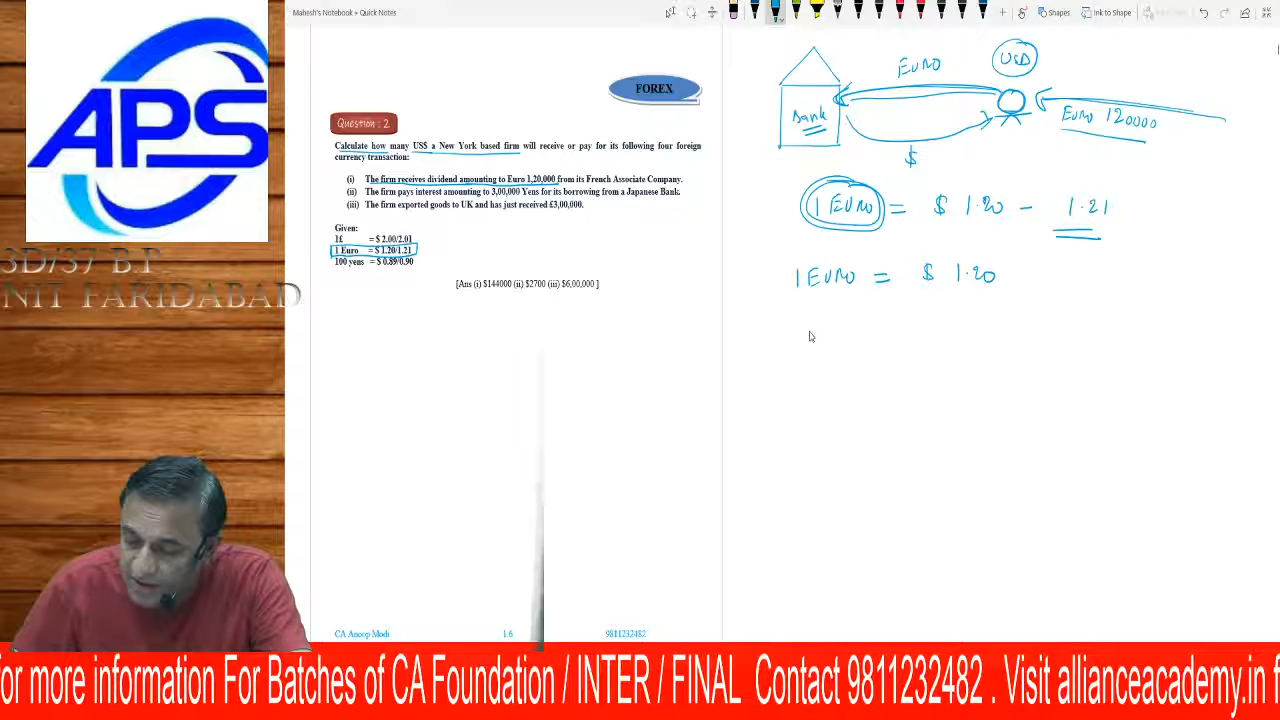 Mahesh's Notebook » Quick Notes
Shapes
Ink to Shape
APS
3D/37 B.P.
NIT FARIDABAD
FOREX
Question : 2
Calculate how many US$ a New York based firm will receive or pay for its following four foreign
currency transaction:
(i) The firm receives dividend amounting to Euro 1,20,000 from its French Associate Company.
(ii) The firm pays interest amounting to 3,00,000 Yens for its borrowing from a Japanese Bank.
(iii) The firm exported goods to UK and has just received £3,00,000.
Given:
1£ = $ 2.00/2.01
1 Euro = $ 1.20/1.21
100 yens = $ 0.89/0.90
[Ans (i) $144000 (ii) $2700 (iii) $6,00,000 ]
CA Anoop Modi 1.6 9811232482
USD
EURO
Bank
EURO 120000
$
1 EURO = $ 1.20 - 1.21
1 EURO = $ 1.20
for more information For Batches of CA Foundation / INTER / FINAL Contact 9811232482 . Visit allianceacademy.in f